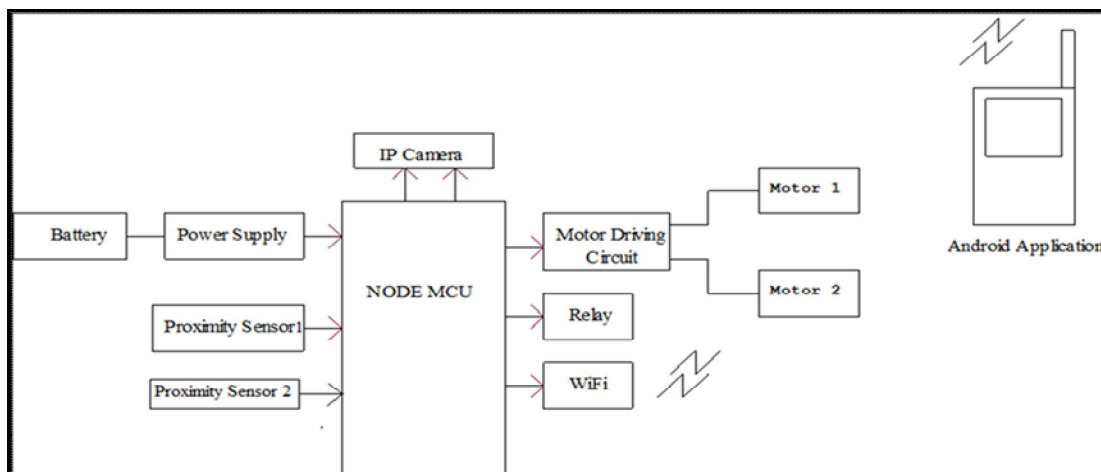 IP Camera
Motor 1
Battery
Power Supply
Motor Driving
Circuit
Android Application
NODE MCU
Motor 2
Proximity Sensor1
Relay
Proximity Sensor 2
WiFi